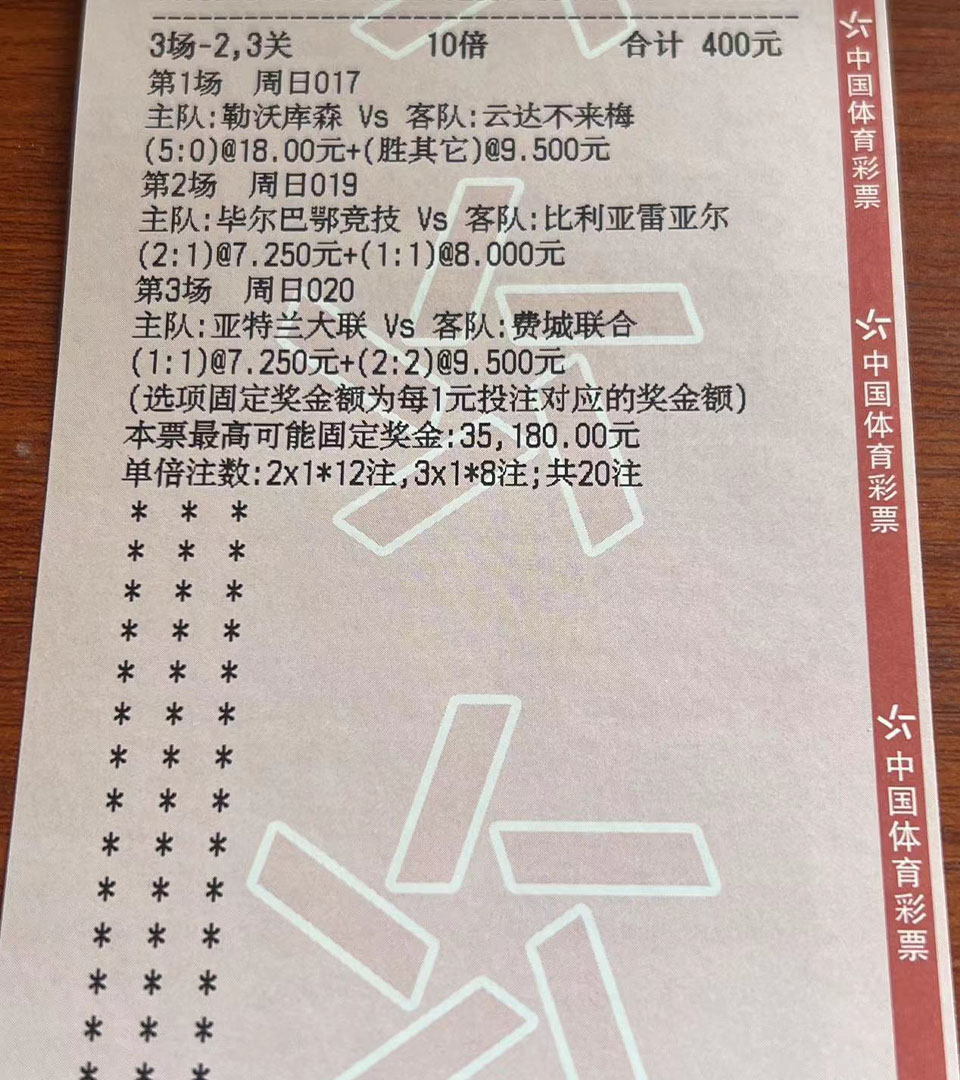 3场-2,3关 10倍 合计 400元
第1场 周日017
主队:勒沃库森 Vs 客队:云达不来梅
(5:0)@18.00元+(胜其它)@9.500元
第2场 周日019
主队:毕尔巴鄂竞技 Vs 客队:比利亚雷亚尔
(2:1)@7.250元+(1:1)@8.000元
第3场 周日020
主队:亚特兰大联 Vs 客队:费城联合
(1:1)@7.250元+(2:2)@9.500元
(选项固定奖金额为每1元投注对应的奖金额)
本票最高可能固定奖金:35,180.00元
单倍注数:2x1*12注,3x1*8注;共20注
* * *
* * *
* * *
* * *
* * *
* * *
* * *
* * *
* * *
* * *
* * *
* * *
* * *
* * *
中国体育彩票
中国体育彩票
中国体育彩票